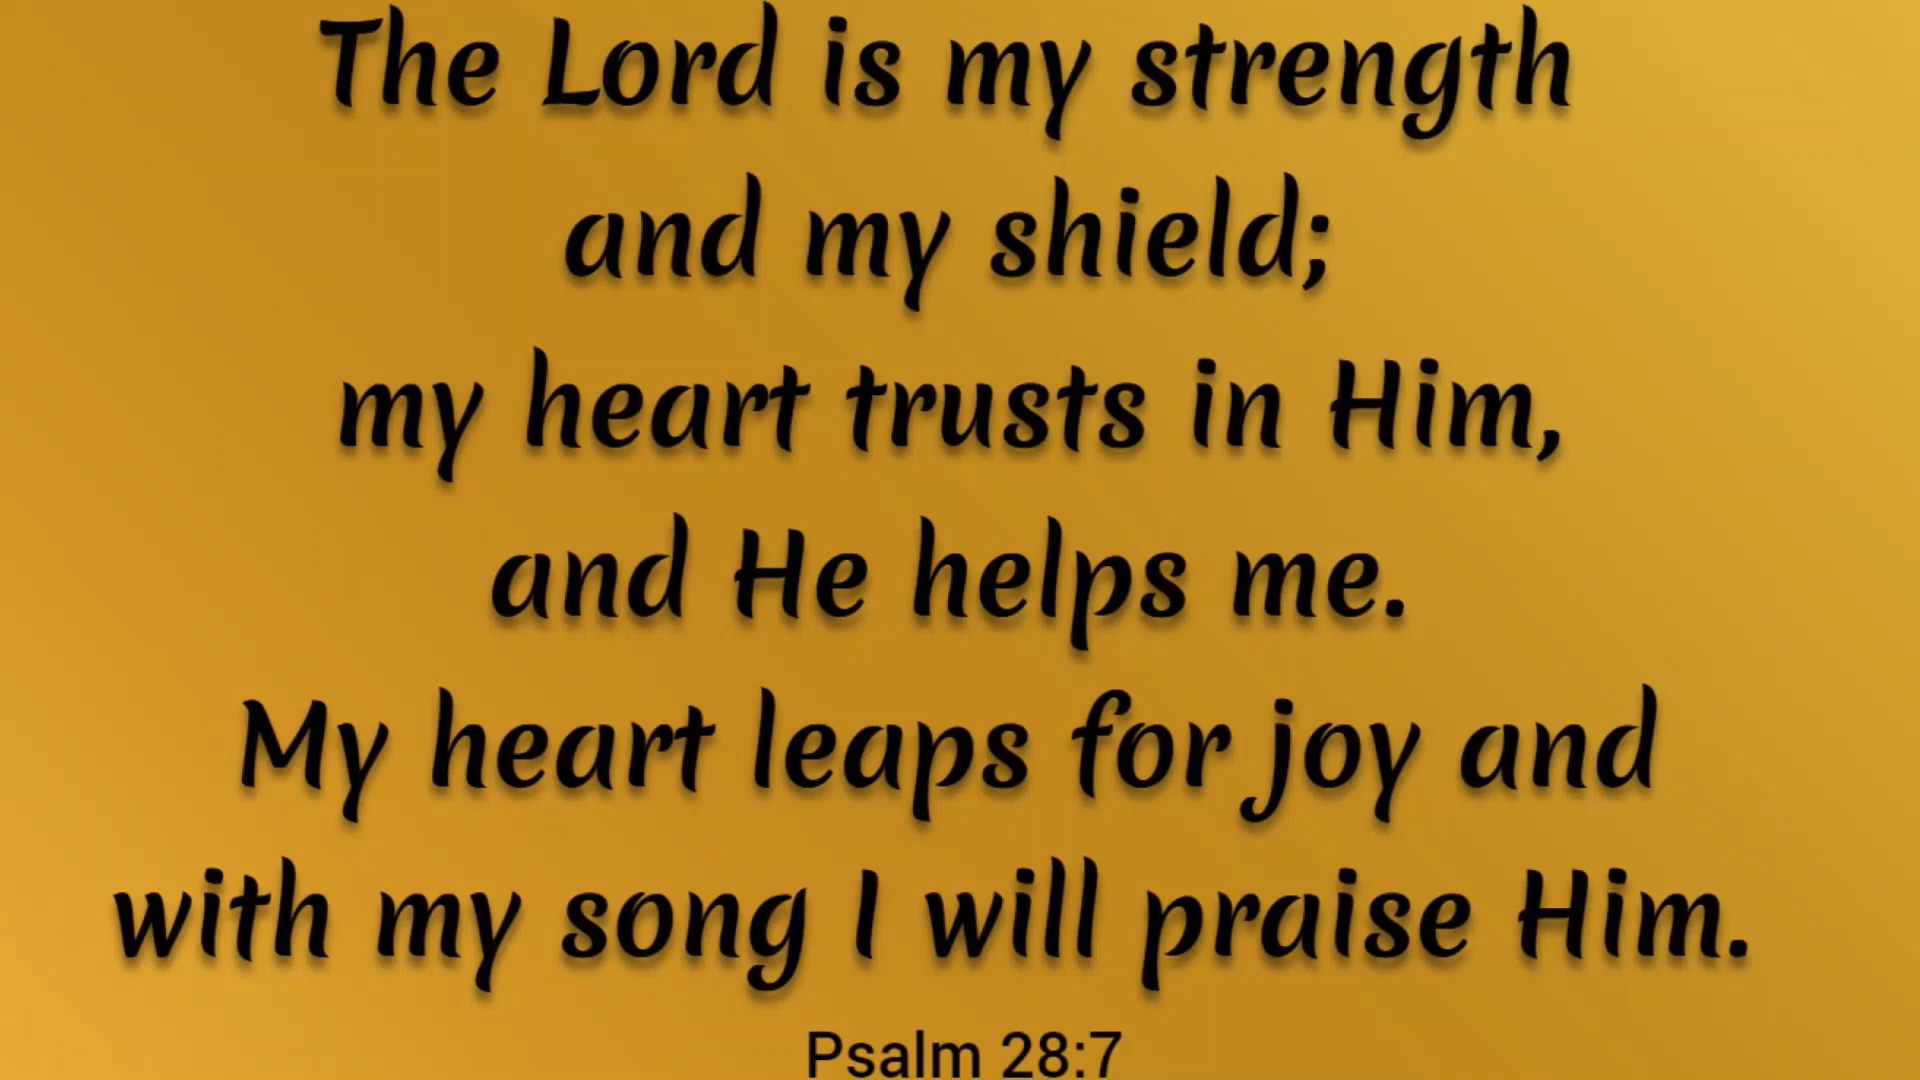 The Lord is my strength
and my shield;
my heart trusts in Him,
and He helps me.
My heart leaps for joy and
with my song I will praise Him.
Psalm 28:7